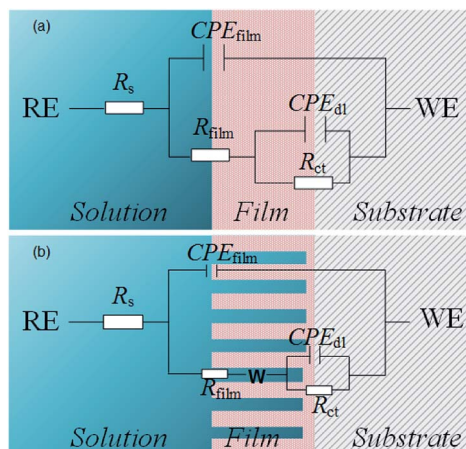 (a)
CPEfilm
Rs
CPEdl
RE
WE
Rfilm
Rct
Solution Film Substrate
(b)
CPEfilm
Rs
RE
WE
CPEdl
W
Rfilm
Rct
Solution Film Substrate